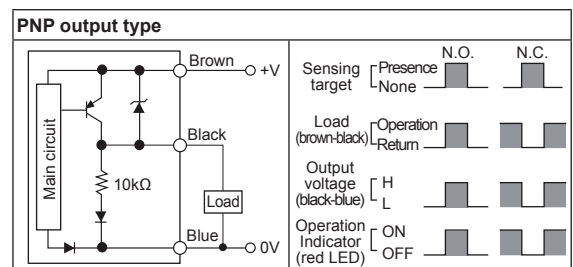 PNP output type
Main circuit
Brown
+V
Black
10kΩ
Load
Blue
0V
N.O.
N.C.
Sensing target
Presence
None
Load (brown-black)
Operation
Return
Output voltage (black-blue)
H
L
Operation Indicator (red LED)
ON
OFF